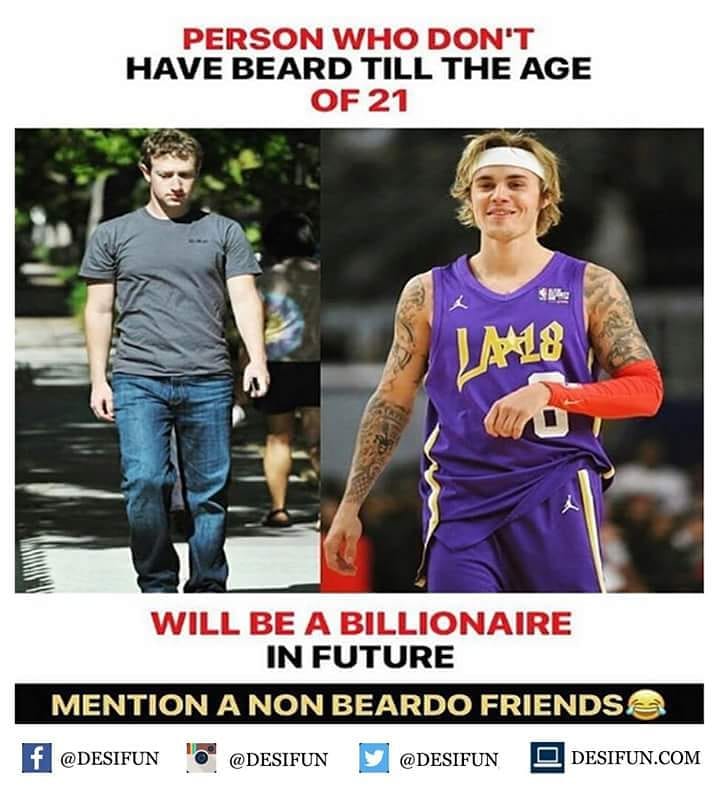 PERSON WHO DON'T
HAVE BEARD TILL THE AGE
OF 21
LA 18
6
WILL BE A BILLIONAIRE
IN FUTURE
MENTION A NON BEARDO FRIENDS😂
@DESIFUN @DESIFUN @DESIFUN DESIFUN.COM